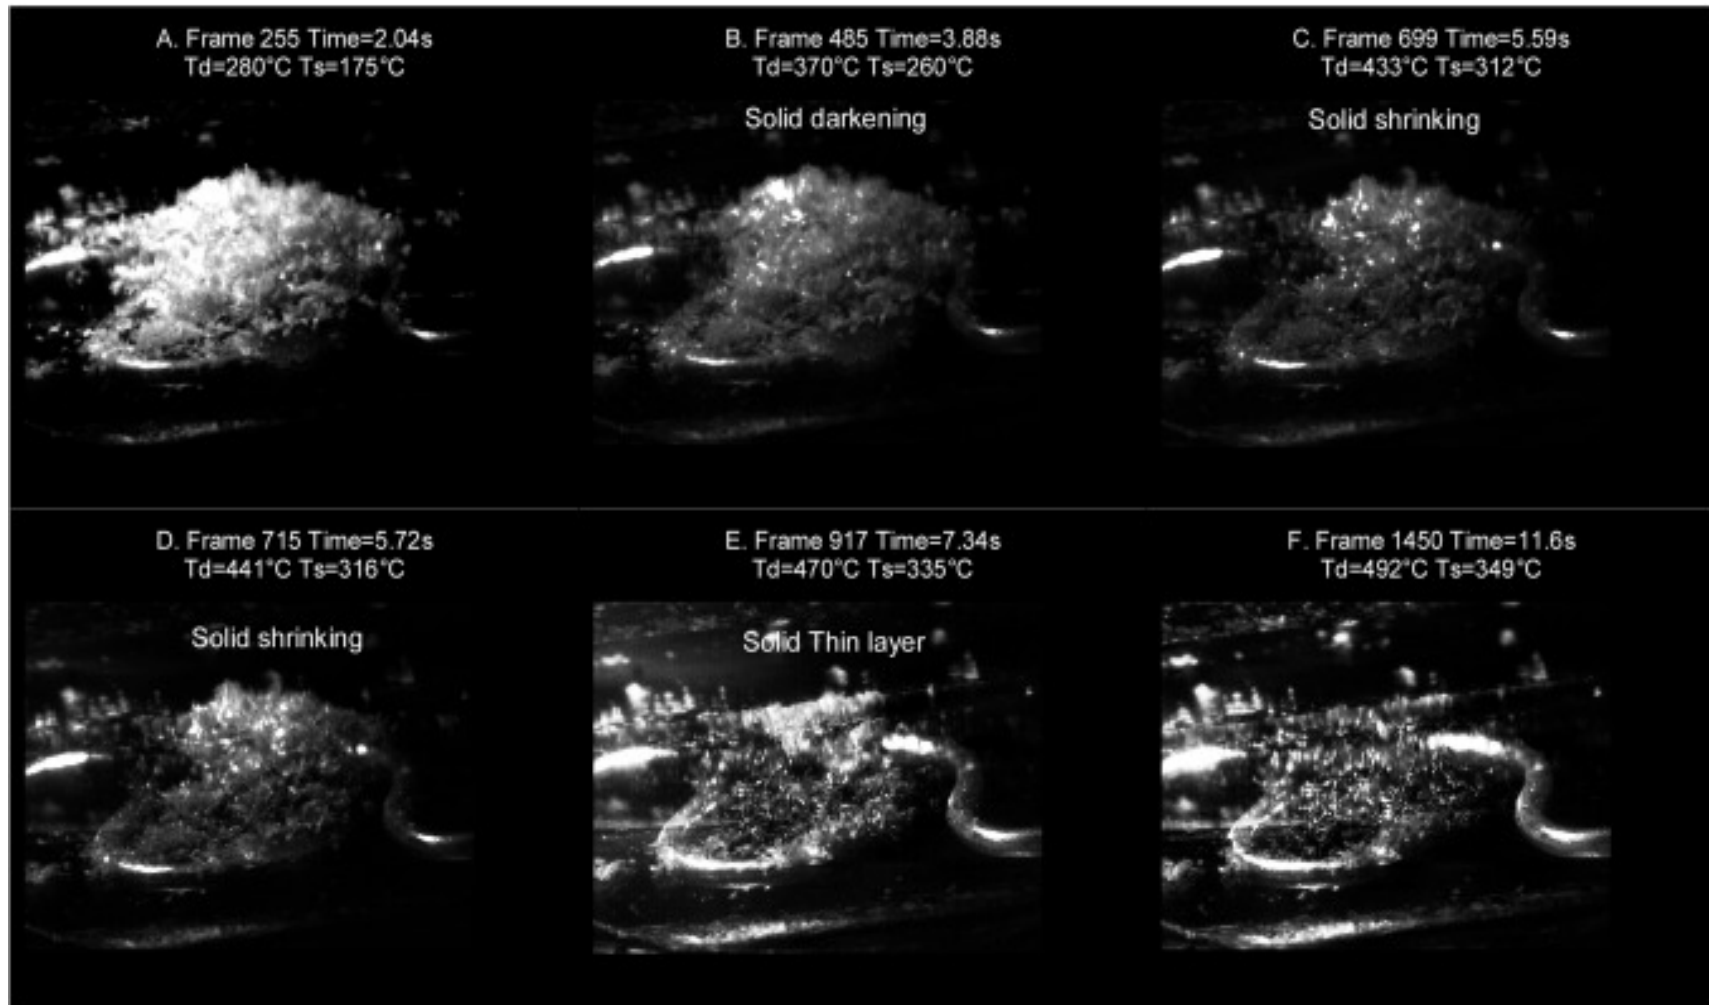 A. Frame 255 Time=2.04s
Td=280°C Ts=175°C
B. Frame 485 Time=3.88s
Td=370°C Ts=260°C
Solid darkening
C. Frame 699 Time=5.59s
Td=433°C Ts=312°C
Solid shrinking
D. Frame 715 Time=5.72s
Td=441°C Ts=316°C
Solid shrinking
E. Frame 917 Time=7.34s
Td=470°C Ts=335°C
Solid Thin layer
F. Frame 1450 Time=11.6s
Td=492°C Ts=349°C